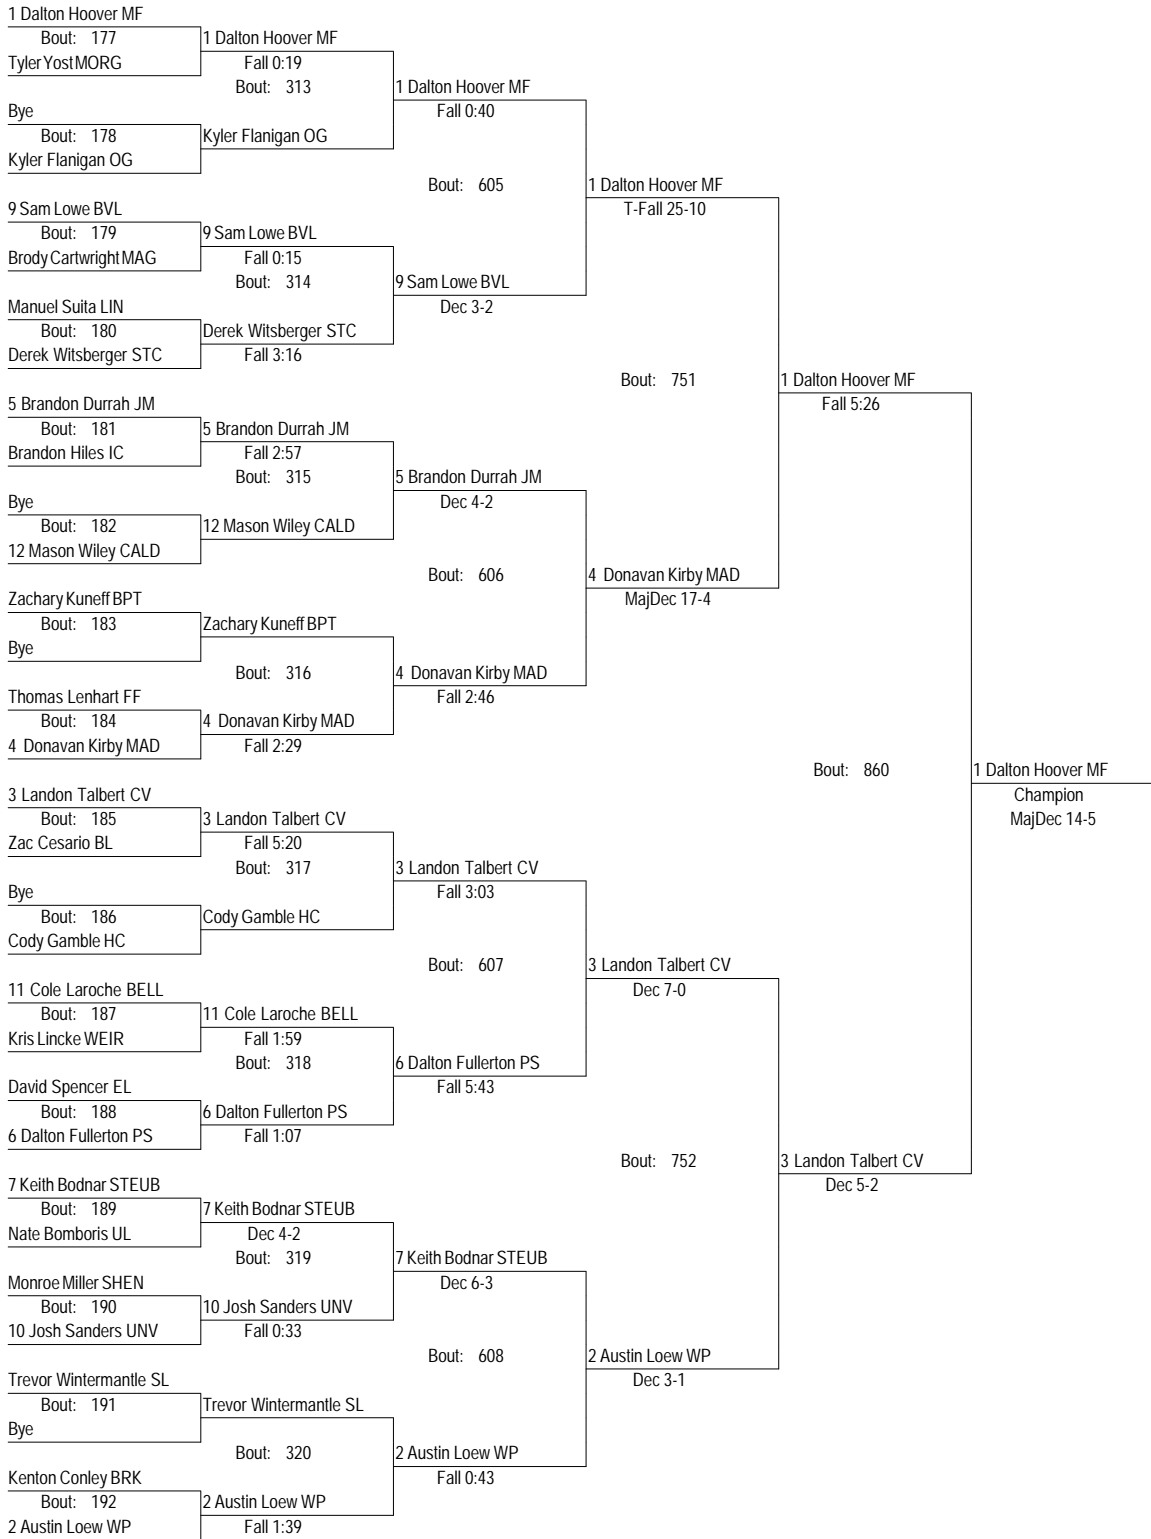 1 Dalton Hoover MF
Bout: 177
1 Dalton Hoover MF
Tyler Yost MORG
Fall 0:19
Bout: 313
1 Dalton Hoover MF
Bye
Fall 0:40
Bout: 178
Kyler Flanigan OG
Kyler Flanigan OG
Bout: 605
1 Dalton Hoover MF
9 Sam Lowe BVL
T-Fall 25-10
Bout: 179
9 Sam Lowe BVL
Brody Cartwright MAG
Fall 0:15
Bout: 314
9 Sam Lowe BVL
Manuel Suita LIN
Dec 3-2
Bout: 180
Derek Witsberger STC
Derek Witsberger STC
Fall 3:16
Bout: 751
1 Dalton Hoover MF
5 Brandon Durrah JM
Fall 5:26
Bout: 181
5 Brandon Durrah JM
Brandon Hiles IC
Fall 2:57
Bout: 315
5 Brandon Durrah JM
Bye
Dec 4-2
Bout: 182
12 Mason Wiley CALD
12 Mason Wiley CALD
Bout: 606
4 Donavan Kirby MAD
Zachary Kuneff BPT
MajDec 17-4
Bout: 183
Zachary Kuneff BPT
Bye
Bout: 316
4 Donavan Kirby MAD
Thomas Lenhart FF
Fall 2:46
Bout: 184
4 Donavan Kirby MAD
4 Donavan Kirby MAD
Fall 2:29
Bout: 860
1 Dalton Hoover MF
3 Landon Talbert CV
Champion
Bout: 185
3 Landon Talbert CV
MajDec 14-5
Zac Cesario BL
Fall 5:20
Bout: 317
3 Landon Talbert CV
Bye
Fall 3:03
Bout: 186
Cody Gamble HC
Cody Gamble HC
Bout: 607
3 Landon Talbert CV
11 Cole Laroche BELL
Dec 7-0
Bout: 187
11 Cole Laroche BELL
Kris Lincke WEIR
Fall 1:59
Bout: 318
6 Dalton Fullerton PS
David Spencer EL
Fall 5:43
Bout: 188
6 Dalton Fullerton PS
6 Dalton Fullerton PS
Fall 1:07
Bout: 752
3 Landon Talbert CV
7 Keith Bodnar STEUB
Dec 5-2
Bout: 189
7 Keith Bodnar STEUB
Nate Bomboris UL
Dec 4-2
Bout: 319
7 Keith Bodnar STEUB
Monroe Miller SHEN
Dec 6-3
Bout: 190
10 Josh Sanders UNV
10 Josh Sanders UNV
Fall 0:33
Bout: 608
2 Austin Loew WP
Trevor Wintermantle SL
Dec 3-1
Bout: 191
Trevor Wintermantle SL
Bye
Bout: 320
2 Austin Loew WP
Kenton Conley BRK
Fall 0:43
Bout: 192
2 Austin Loew WP
2 Austin Loew WP
Fall 1:39